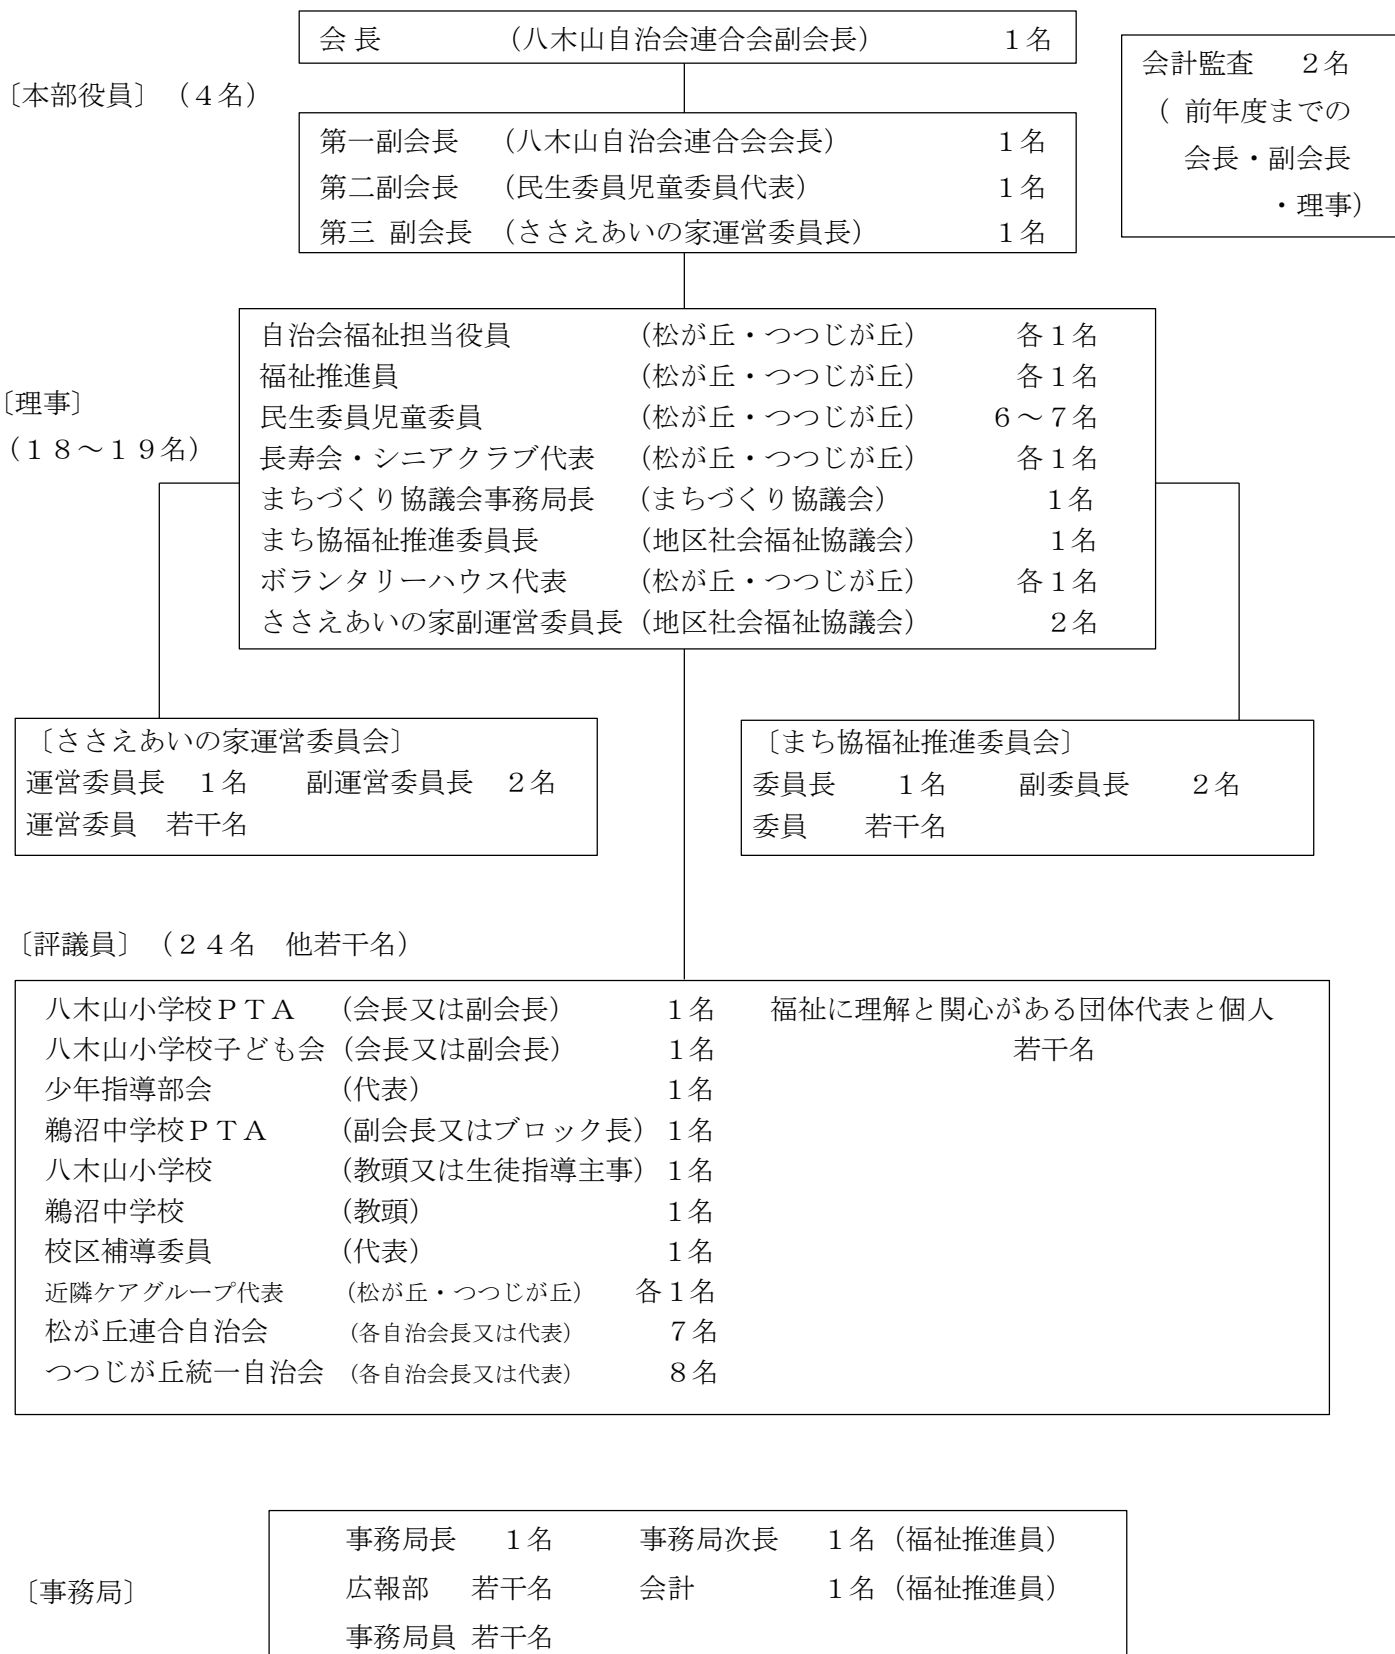 会 長 （八木山自治会連合会副会長） １名
会計監査 ２名
（ 前年度までの
会長・副会長
・理事）
〔本部役員〕（４名）
第一副会長 （八木山自治会連合会会長） １名
第二副会長 （民生委員児童委員代表） １名
第三 副会長 （ささえあいの家運営委員長） １名
自治会福祉担当役員 （松が丘・つつじが丘） 各１名
福祉推進員 （松が丘・つつじが丘） 各１名
民生委員児童委員 （松が丘・つつじが丘） ６～７名
長寿会・シニアクラブ代表 （松が丘・つつじが丘） 各１名
まちづくり協議会事務局長 （まちづくり協議会） １名
まち協福祉推進委員長 （地区社会福祉協議会） １名
ボランタリーハウス代表 （松が丘・つつじが丘） 各１名
ささえあいの家副運営委員長（地区社会福祉協議会） ２名
〔理事〕
（１８～１９名）
〔ささえあいの家運営委員会〕
運営委員長 １名 副運営委員長 ２名
運営委員 若干名
〔まち協福祉推進委員会〕
委員長 １名 副委員長 ２名
委員 若干名
〔評議員〕（２４名 他若干名）
八木山小学校ＰＴＡ （会長又は副会長） １名 福祉に理解と関心がある団体代表と個人
八木山小学校子ども会（会長又は副会長） １名 若干名
少年指導部会 （代表） １名
鵜沼中学校ＰＴＡ （副会長又はブロック長）１名
八木山小学校 （教頭又は生徒指導主事）１名
鵜沼中学校 （教頭） １名
校区補導委員 （代表） １名
近隣ケアグループ代表 （松が丘・つつじが丘） 各１名
松が丘連合自治会 （各自治会長又は代表） ７名
つつじが丘統一自治会 （各自治会長又は代表） ８名
〔事務局〕
事務局長 １名 事務局次長 １名（福祉推進員）
広報部 若干名 会計 １名（福祉推進員）
事務局員 若干名